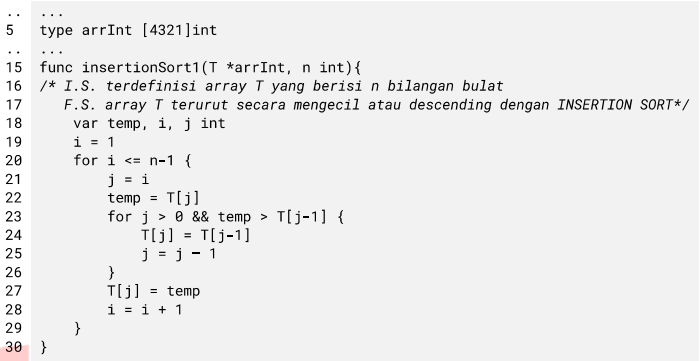 .. ...
5 type arrInt [4321]int
.. ...
15 func insertionSort1(T *arrInt, n int){
16 /* I.S. terdefinisi array T yang berisi n bilangan bulat
17 F.S. array T terurut secara mengecil atau descending dengan INSERTION SORT*/
18 var temp, i, j int
19 i = 1
20 for i <= n-1 {
21 j = i
22 temp = T[j]
23 for j > 0 && temp > T[j-1] {
24 T[j] = T[j-1]
25 j = j - 1
26 }
27 T[j] = temp
28 i = i + 1
29 }
30 }